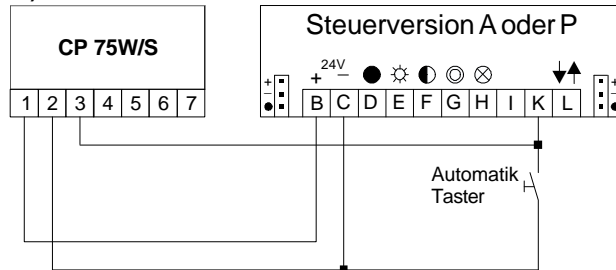 Steuerversion A oder P
CP 75W/S
24V
+ −
+
−
+
−
1 2 3 4 5 6 7
B C D E F G H I K L
Automatik
Taster